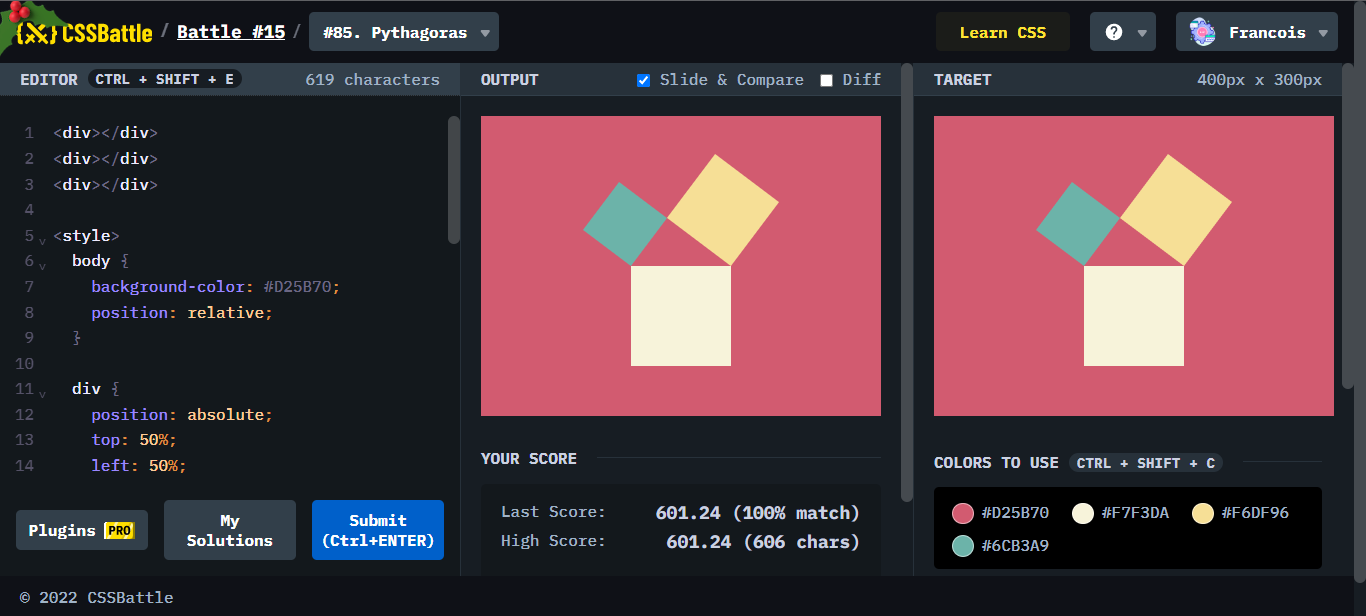 {X} CSSBattle / Battle #15 / #85. Pythagoras ▼ Learn CSS ? ▼ Francois ▼
EDITOR CTRL + SHIFT + E 619 characters
OUTPUT Slide & Compare Diff
TARGET 400px x 300px
1 <div></div>
2 <div></div>
3 <div></div>
4
5 <style>
6 body {
7 background-color: #D25B70;
8 position: relative;
9 }
10
11 div {
12 position: absolute;
13 top: 50%;
14 left: 50%;
Plugins PRO
My
Solutions
Submit
(Ctrl+ENTER)
YOUR SCORE
Last Score: 601.24 (100% match)
High Score: 601.24 (606 chars)
COLORS TO USE CTRL + SHIFT + C
#D25B70 #F7F3DA #F6DF96
#6CB3A9
© 2022 CSSBattle